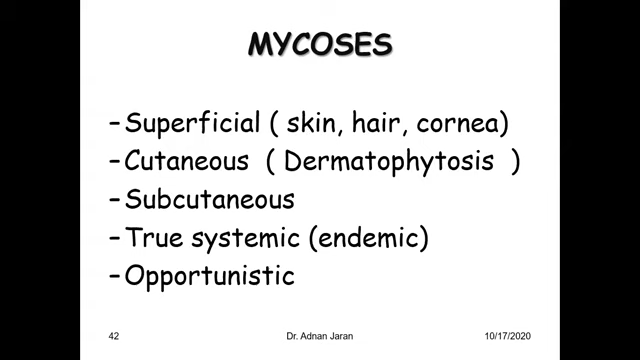 MYCOSES
–Superficial ( skin, hair, cornea)
–Cutaneous ( Dermatophytosis )
–Subcutaneous
–True systemic (endemic)
–Opportunistic
42 Dr. Adnan Jaran 10/17/2020